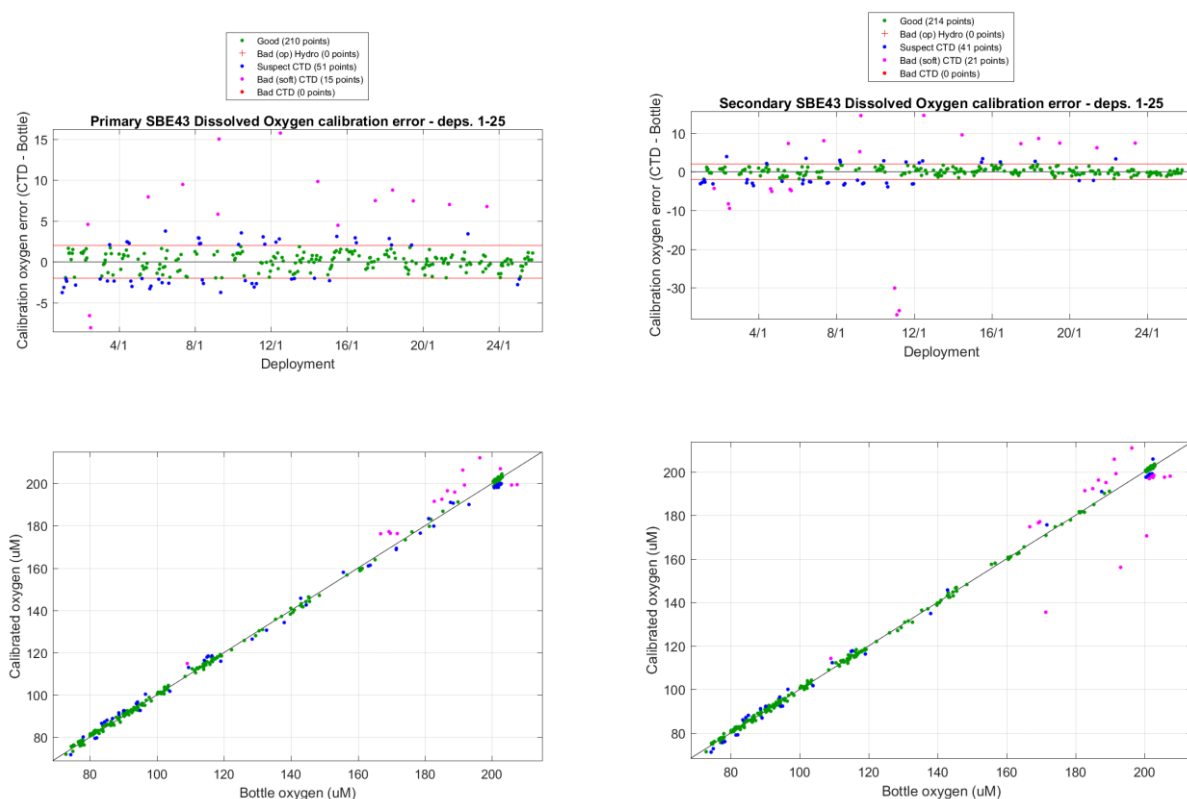 Good (210 points)
Bad (op) Hydro (0 points)
Suspect CTD (51 points)
Bad (soft) CTD (15 points)
Bad CTD (0 points)
Primary SBE43 Dissolved Oxygen calibration error - deps. 1-25
Calibration oxygen error (CTD - Bottle)
15
10
5
0
-5
4/1 8/1 12/1 16/1 20/1 24/1
Deployment
Good (214 points)
Bad (op) Hydro (0 points)
Suspect CTD (41 points)
Bad (soft) CTD (21 points)
Bad CTD (0 points)
Secondary SBE43 Dissolved Oxygen calibration error - deps. 1-25
Calibration oxygen error (CTD - Bottle)
10
0
-10
-20
-30
4/1 8/1 12/1 16/1 20/1 24/1
Deployment
Calibrated oxygen (uM)
200
180
160
140
120
100
80
80 100 120 140 160 180 200
Bottle oxygen (uM)
Calibrated oxygen (uM)
200
180
160
140
120
100
80
80 100 120 140 160 180 200
Bottle oxygen (uM)